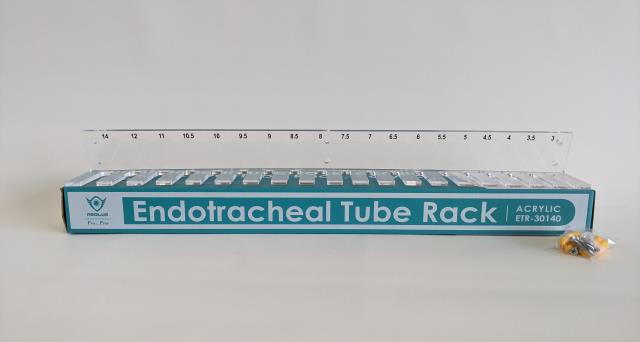 14 12 11 10.5 10 9.5 9 8.5 8 7.5 7 6.5 6 5.5 5 4.5 4 3.5 3
AEOLUS
Endotracheal Tube Rack
ACRYLIC
ETR-30140